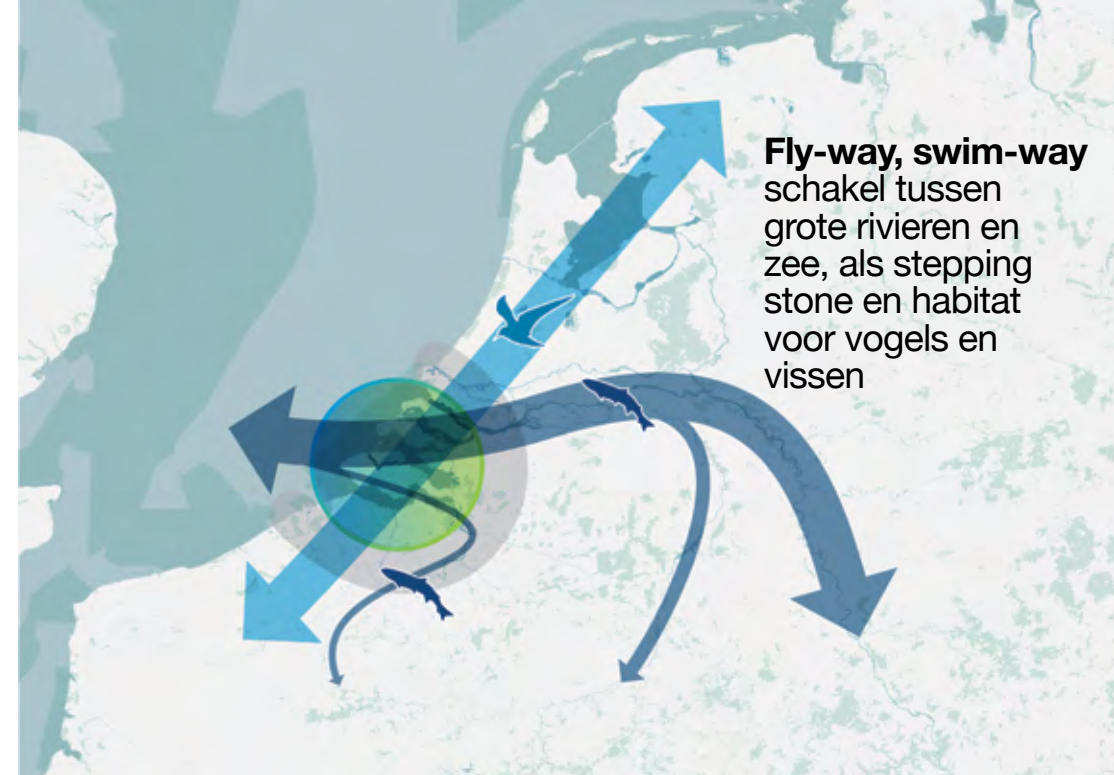 Fly-way, swim-way
schakel tussen
grote rivieren en
zee, als stepping
stone en habitat
voor vogels en
vissen